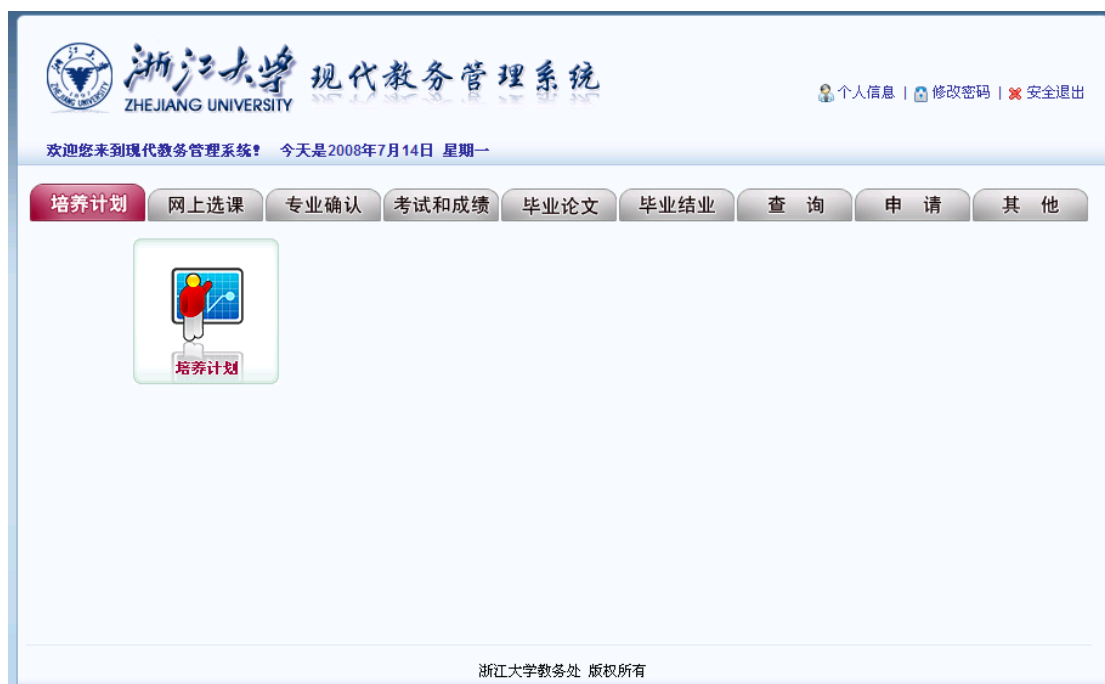 浙江大学 现代教务管理系统
ZHEJIANG UNIVERSITY
个人信息 | 修改密码 | 安全退出
欢迎您来到现代教务管理系统! 今天是2008年7月14日 星期一
培养计划 网上选课 专业确认 考试和成绩 毕业论文 毕业结业 查 询 申 请 其 他
培养计划
浙江大学教务处 版权所有